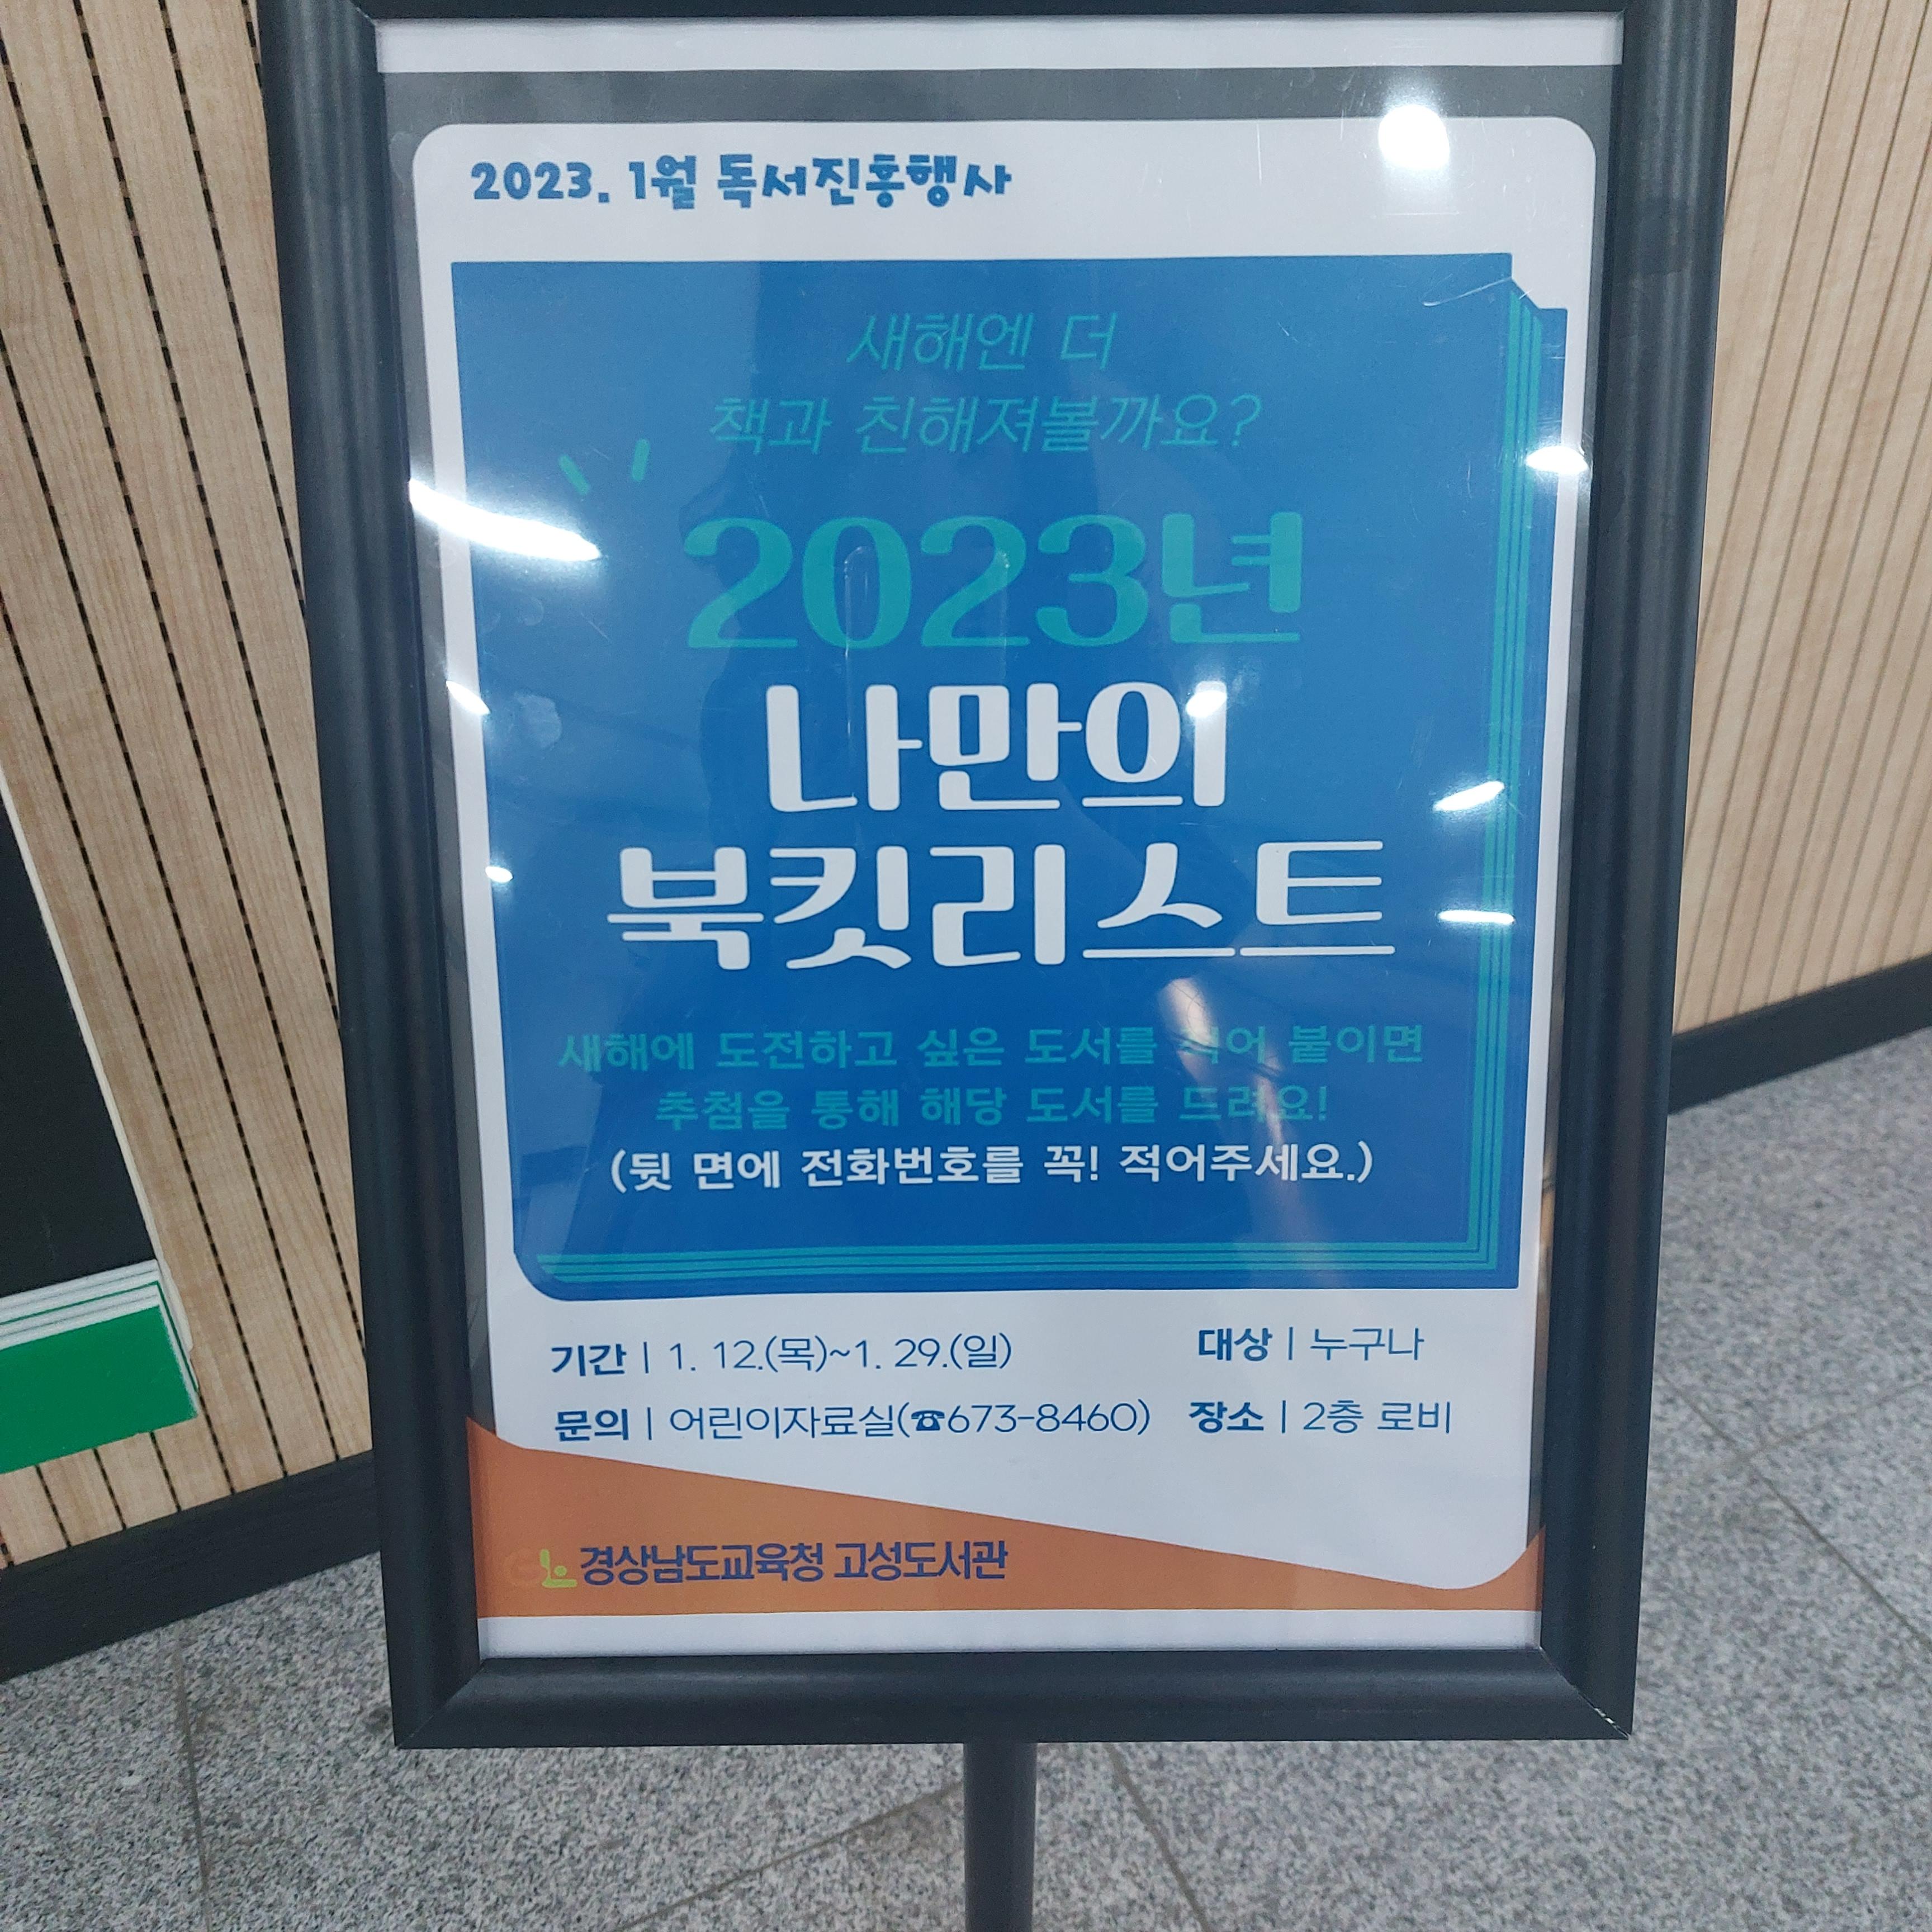 2023. 1월 독서진흥행사
새해엔 더
책과 친해져볼까요?
2023년
나만의
북킷리스트
새해에 도전하고 싶은 도서를 적어 붙이면
추첨을 통해 해당 도서를 드려요!
(뒷 면에 전화번호를 꼭! 적어주세요.)
기간 | 1. 12.(목)~1. 29.(일) 대상 | 누구나
문의 | 어린이자료실(☎673-8460) 장소 | 2층 로비
경상남도교육청 고성도서관